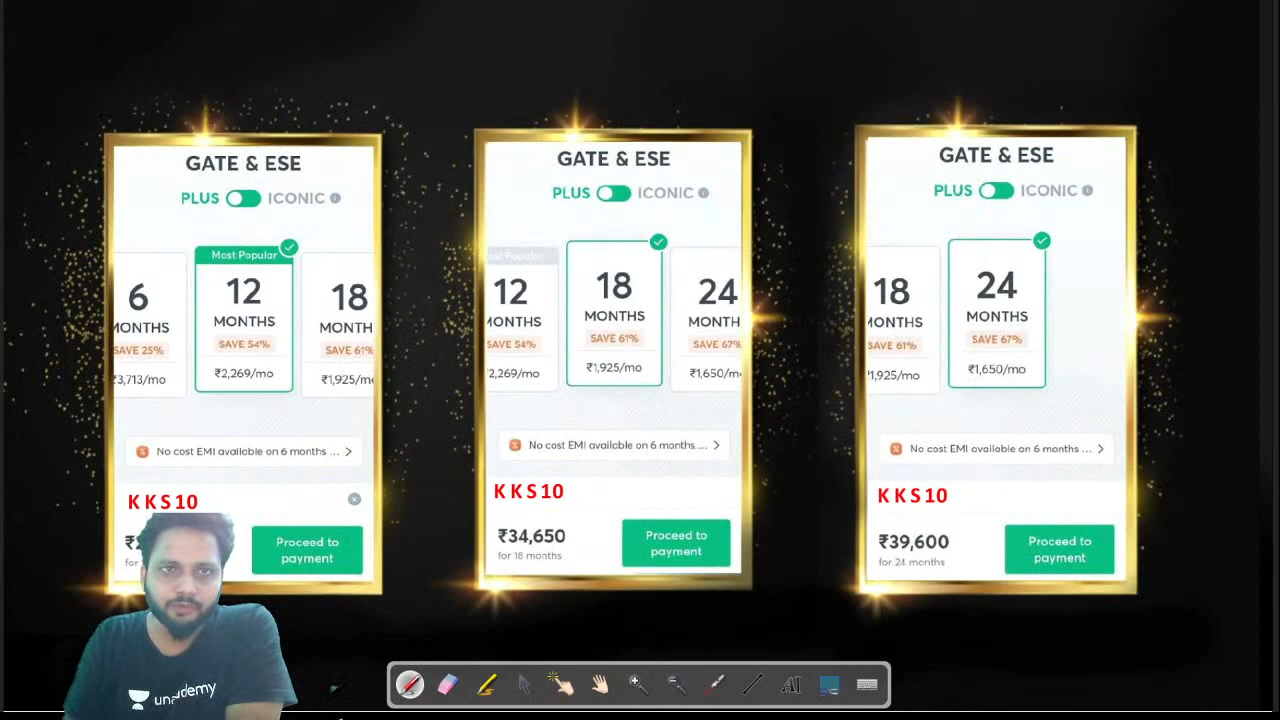 GATE & ESE
PLUS ICONIC
Most Popular
6
MONTHS
SAVE 25%
₹3,713/mo
12
MONTHS
SAVE 54%
₹2,269/mo
18
MONTH
SAVE 61%
₹1,925/m
No cost EMI available on 6 months ...
KKS10
for
Proceed to
payment
GATE & ESE
PLUS ICONIC
Popular
12
MONTHS
SAVE 54%
2,269/mo
18
MONTHS
SAVE 61%
₹1,925/mo
24
MONTH
SAVE 67%
₹1,650/m
No cost EMI available on 6 months....
KKS10
₹34,650
for 18 months
Proceed to
payment
GATE & ESE
PLUS ICONIC
18
MONTHS
SAVE 61%
₹1,925/mo
24
MONTHS
SAVE 67%
₹1,650/mo
No cost EMI available on 6 months ...
KKS10
₹39,600
for 24 months
Proceed to
payment
unacademy
AI